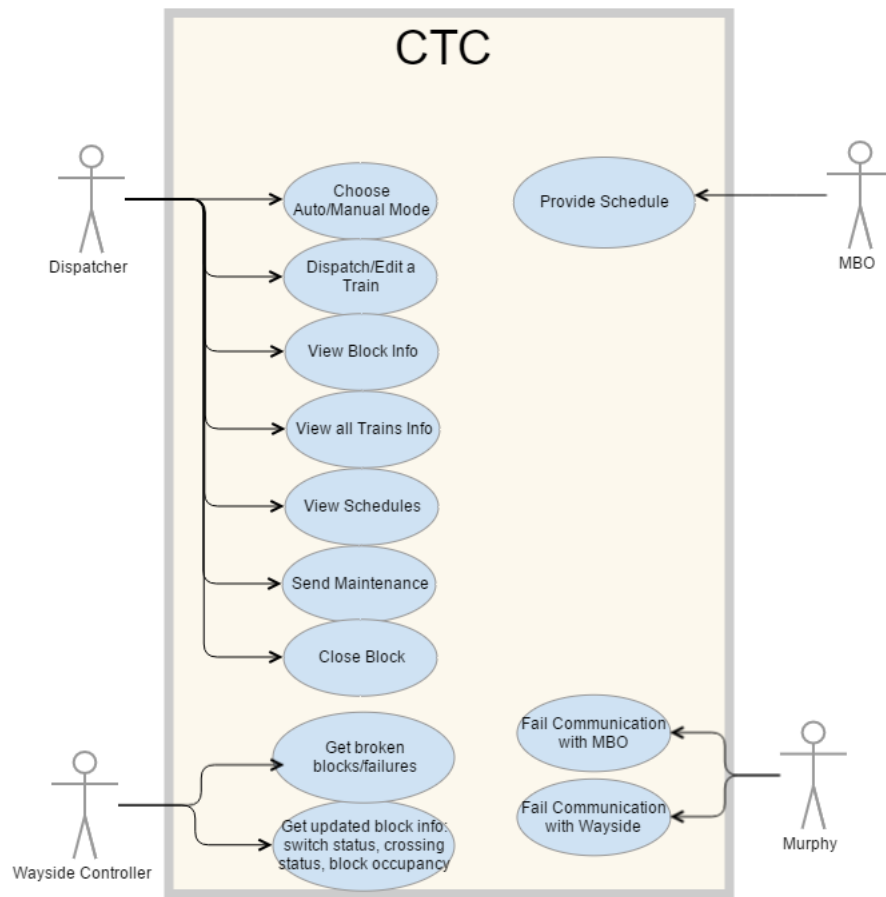 CTC
Choose
Auto/Manual Mode
Provide Schedule
Dispatcher
MBO
Dispatch/Edit a
Train
View Block Info
View all Trains Info
View Schedules
Send Maintenance
Close Block
Fail Communication
with MBO
Get broken
blocks/failures
Fail Communication
with Wayside
Get updated block info:
switch status, crossing
status, block occupancy
Wayside Controller
Murphy